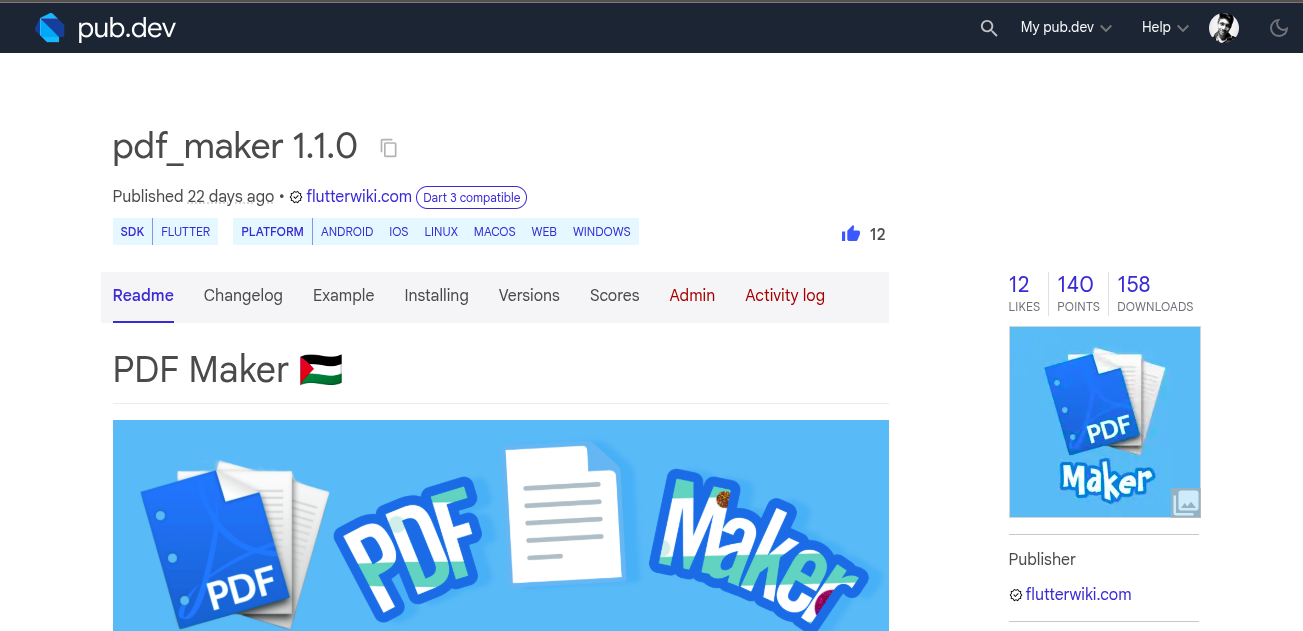 pub.dev
My pub.dev
Help
pdf_maker 1.1.0
Published 22 days ago • flutterwiki.com Dart 3 compatible
SDK FLUTTER PLATFORM ANDROID IOS LINUX MACOS WEB WINDOWS
12
Readme Changelog Example Installing Versions Scores Admin Activity log
PDF Maker 🇵🇸
PDF
PDF
Maker
12 140 158
LIKES POINTS DOWNLOADS
PDF
Maker
Publisher
flutterwiki.com